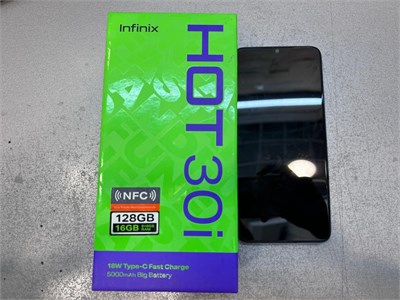 Infinix
HOT 30i
NFC
128GB
16GB
18W Type-C Fast Charge
5000mAh Big Battery